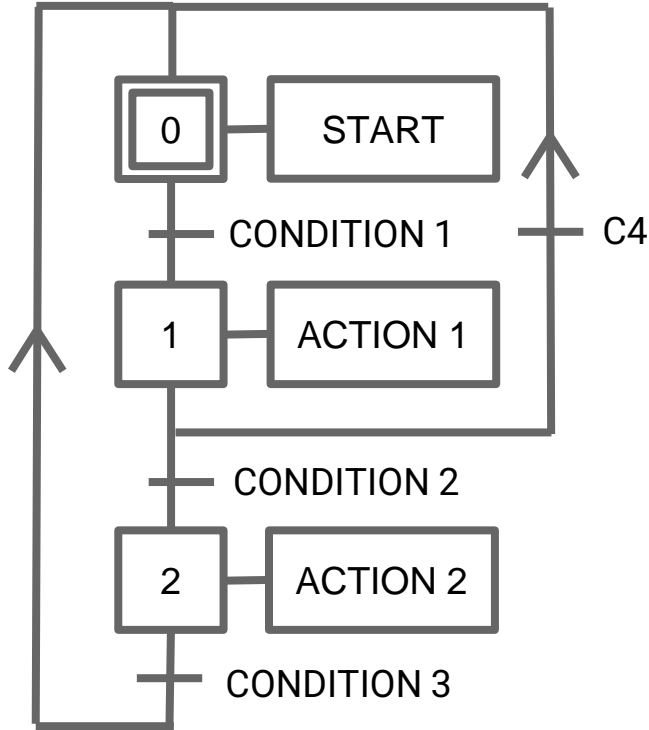 0
START
CONDITION 1
C4
1
ACTION 1
CONDITION 2
2
ACTION 2
CONDITION 3